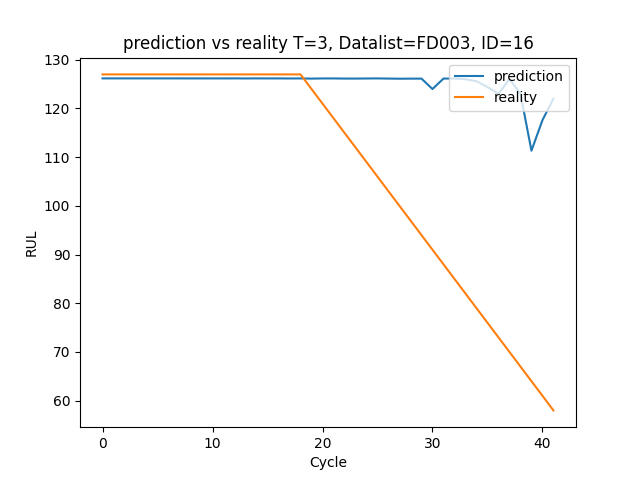 prediction vs reality T=3, Datalist=FD003, ID=16
prediction
reality
130
120
110
100
90
80
70
60
RUL
0 10 20 30 40
Cycle